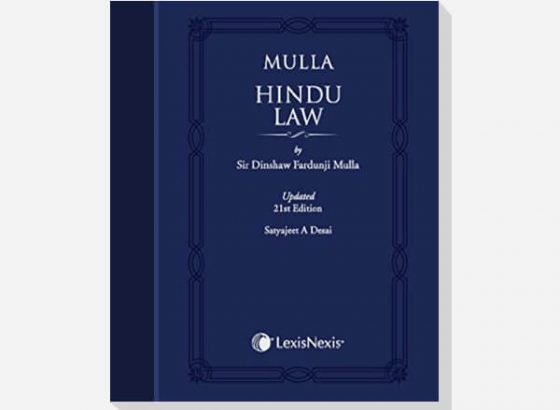 MULLA
HINDU
LAW
by
Sir Dinshaw Fardunji Mulla
Updated
21st Edition
Satyajeet A Desai
LexisNexis®